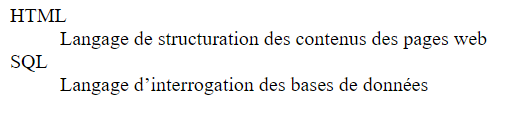 HTML
Langage de structuration des contenus des pages web
SQL
Langage d’interrogation des bases de données